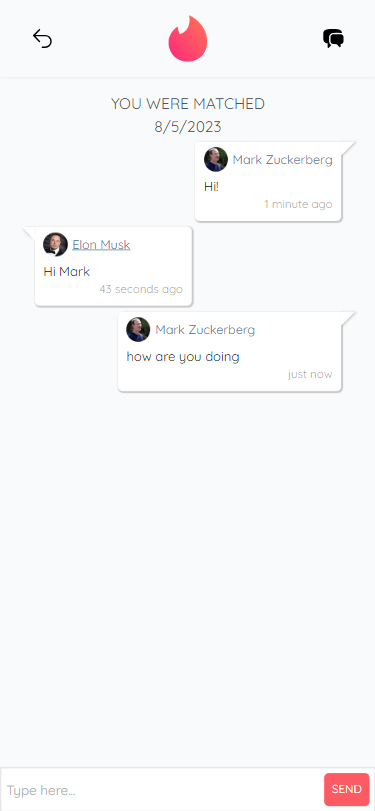 YOU WERE MATCHED
8/5/2023
Mark Zuckerberg
Hi!
1 minute ago
Elon Musk
Hi Mark
43 seconds ago
Mark Zuckerberg
how are you doing
just now
Type here...
SEND